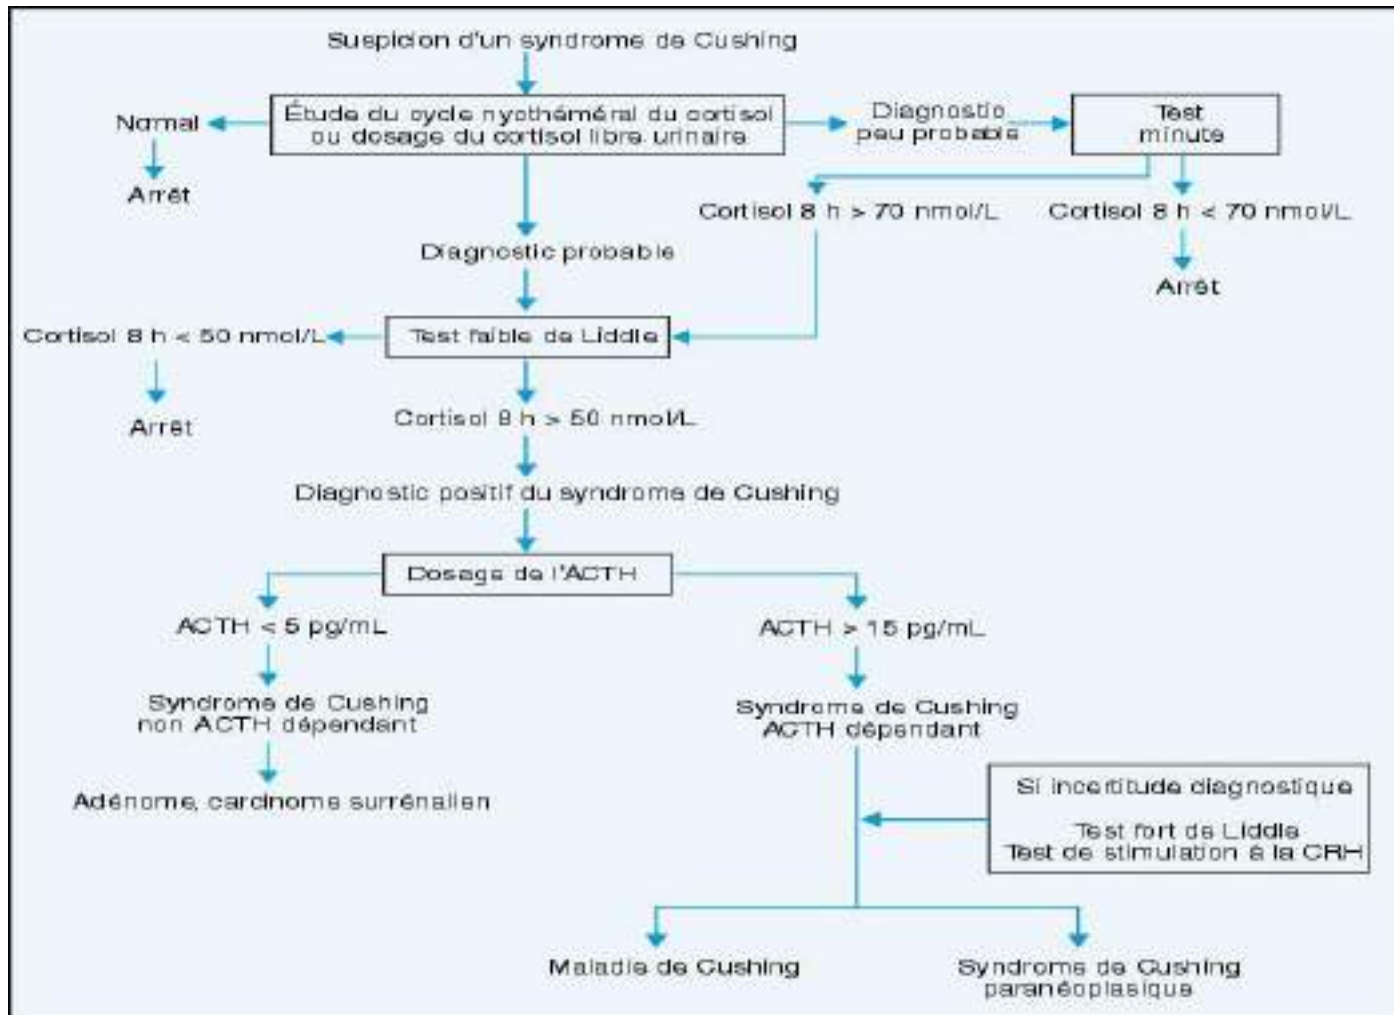 Suspicion d'un syndrome de Cushing
Étude du cycle nycthéméral du cortisol
ou dosage du cortisol libre urinaire
Normal
Arrêt
Diagnostic
peu probable
Test
minute
Cortisol 8 h > 70 nmol/L
Cortisol 8 h < 70 nmol/L
Arrêt
Diagnostic probable
Cortisol 8 h < 50 nmol/L
Test faible de Liddle
Arrêt
Cortisol 8 h > 50 nmol/L
Diagnostic positif du syndrome de Cushing
Dosage de l'ACTH
ACTH < 5 pg/mL
ACTH > 15 pg/mL
Syndrome de Cushing
non ACTH dépendant
Syndrome de Cushing
ACTH dépendant
Adénome, carcinome surrénalien
Si incertitude diagnostique
Test fort de Liddle
Test de stimulation à la CRH
Maladie de Cushing
Syndrome de Cushing
paranéoplasique